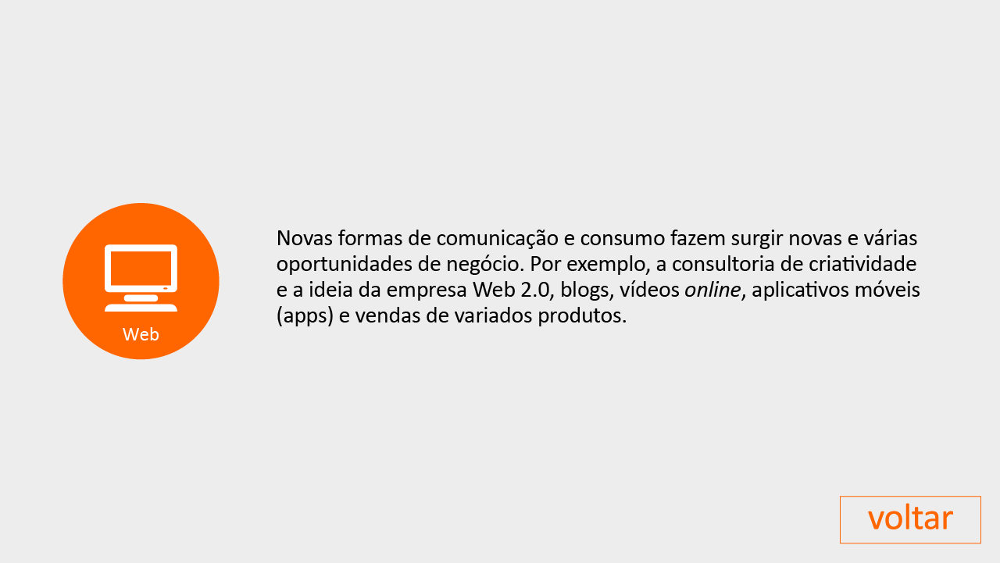 Web
Novas formas de comunicação e consumo fazem surgir novas e várias
oportunidades de negócio. Por exemplo, a consultoria de criatividade
e a ideia da empresa Web 2.0, blogs, vídeos online, aplicativos móveis
(apps) e vendas de variados produtos.
voltar